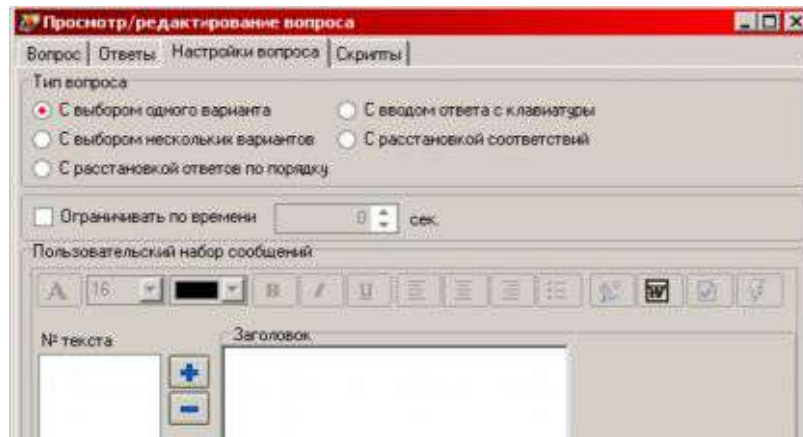 Просмотр/редактирование вопроса
Вопрос Ответы Настройки вопроса Скрипты
Тип вопроса
С выбором одного варианта С вводом ответа с клавиатуры
С выбором нескольких вариантов С расстановкой соответствий
С расстановкой ответов по порядку
Ограничивать по времени 0 сек.
Пользовательский набор сообщений
A 16 B I U W
№ текста Заголовок